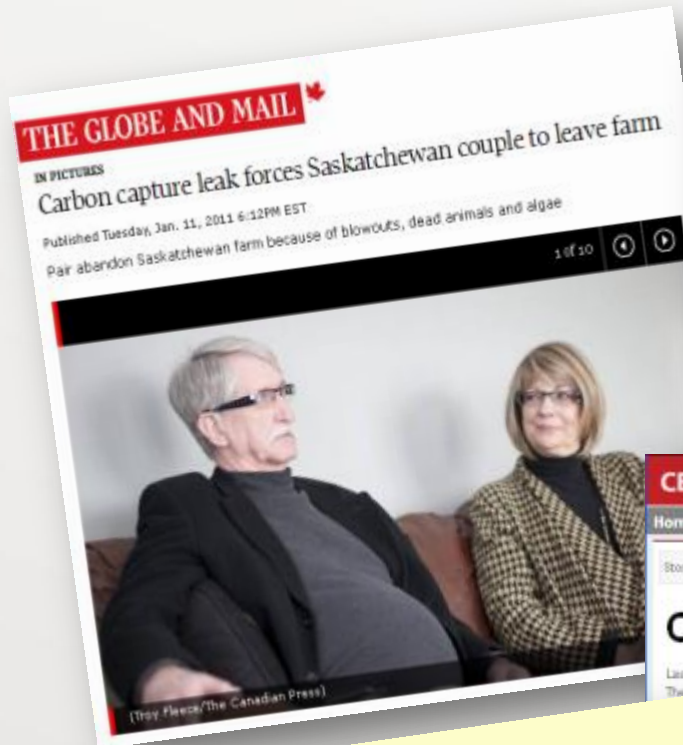 THE GLOBE AND MAIL
IN PICTURES
Carbon capture leak forces Saskatchewan couple to leave farm
Published Tuesday, Jan. 11, 2011 6:12PM EST
Pair abandon Saskatchewan farm because of blowouts, dead animals and algae
1 of 10
(Troy Fleece/The Canadian Press)